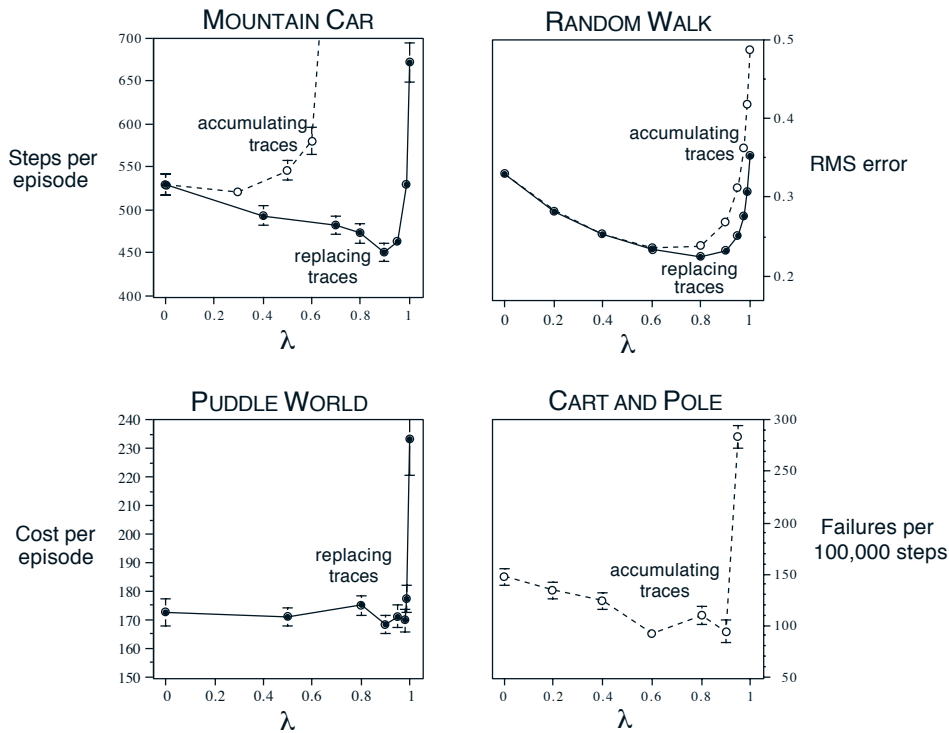 MOUNTAIN CAR
700
650
600
550
500
450
400
Steps per
episode
accumulating
traces
replacing
traces
0 0.2 0.4 0.6 0.8 1
λ
RANDOM WALK
0.5
0.4
0.3
0.2
RMS error
accumulating
traces
replacing
traces
0 0.2 0.4 0.6 0.8 1
λ
PUDDLE WORLD
240
230
220
210
200
190
180
170
160
150
Cost per
episode
replacing
traces
0 0.2 0.4 0.6 0.8 1
λ
CART AND POLE
300
250
200
150
100
50
Failures per
100,000 steps
accumulating
traces
0 0.2 0.4 0.6 0.8 1
λ